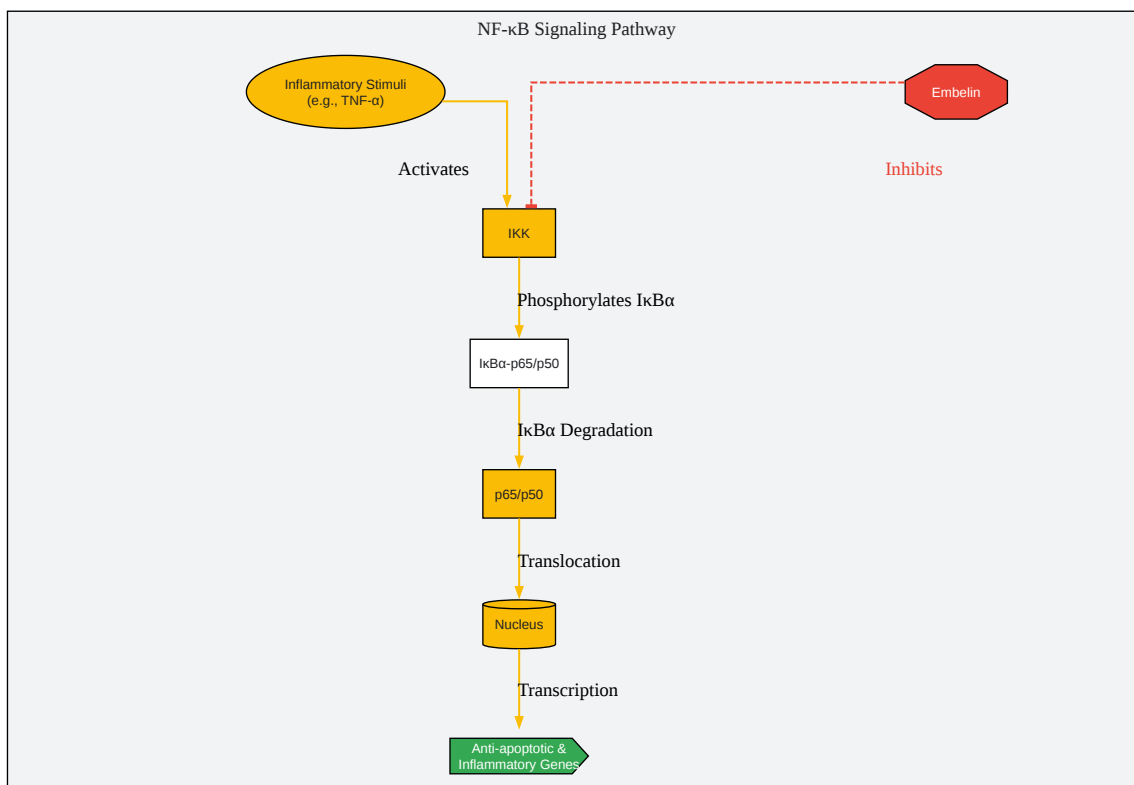 NF-κB Signaling Pathway
Inflammatory Stimuli
(e.g., TNF-α)
Embelin
Activates
Inhibits
IKK
Phosphorylates IκBα
IκBα-p65/p50
IκBα Degradation
p65/p50
Translocation
Nucleus
Transcription
Anti-apoptotic &
Inflammatory Genes